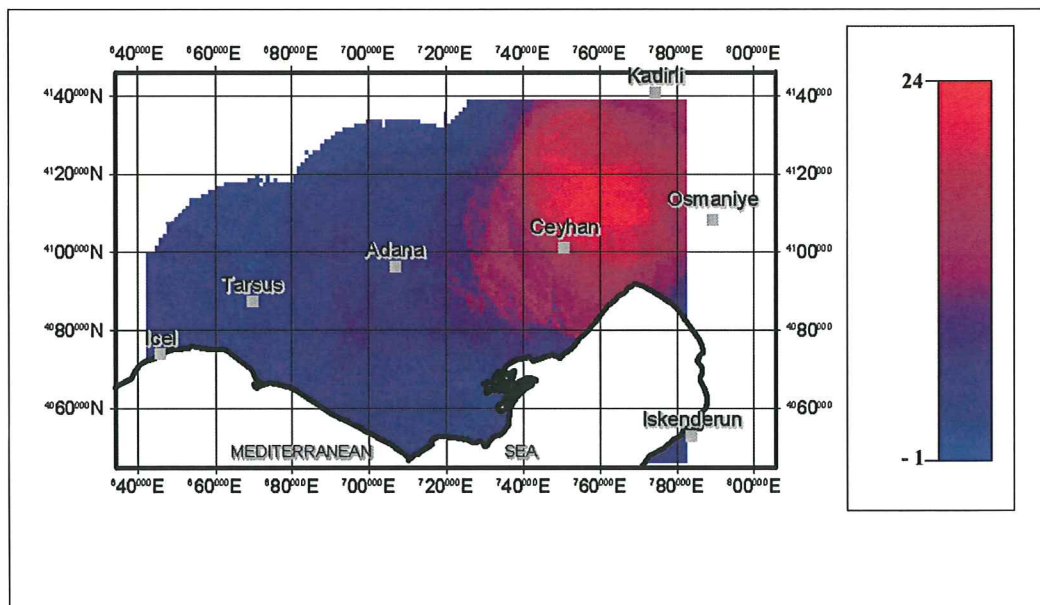 ⁶40⁰⁰⁰E ⁶60⁰⁰⁰E ⁶80⁰⁰⁰E ⁷00⁰⁰⁰E ⁷20⁰⁰⁰E ⁷40⁰⁰⁰E ⁷60⁰⁰⁰E ⁷80⁰⁰⁰E ⁸00⁰⁰⁰E
Kadirli
⁴¹40⁰⁰⁰N ⁴¹40⁰⁰⁰
24
⁴¹20⁰⁰⁰N ⁴¹20⁰⁰⁰
Osmaniye
Ceyhan
⁴¹00⁰⁰⁰N Adana ⁴¹00⁰⁰⁰
Tarsus
⁴⁰80⁰⁰⁰N ⁴⁰80⁰⁰⁰
Icel
⁴⁰60⁰⁰⁰N ⁴⁰60⁰⁰⁰
Iskenderun
MEDITERRANEAN SEA
- 1
⁶40⁰⁰⁰E ⁶60⁰⁰⁰E ⁶80⁰⁰⁰E ⁷00⁰⁰⁰E ⁷20⁰⁰⁰E ⁷40⁰⁰⁰E ⁷60⁰⁰⁰E ⁷80⁰⁰⁰E ⁸00⁰⁰⁰E